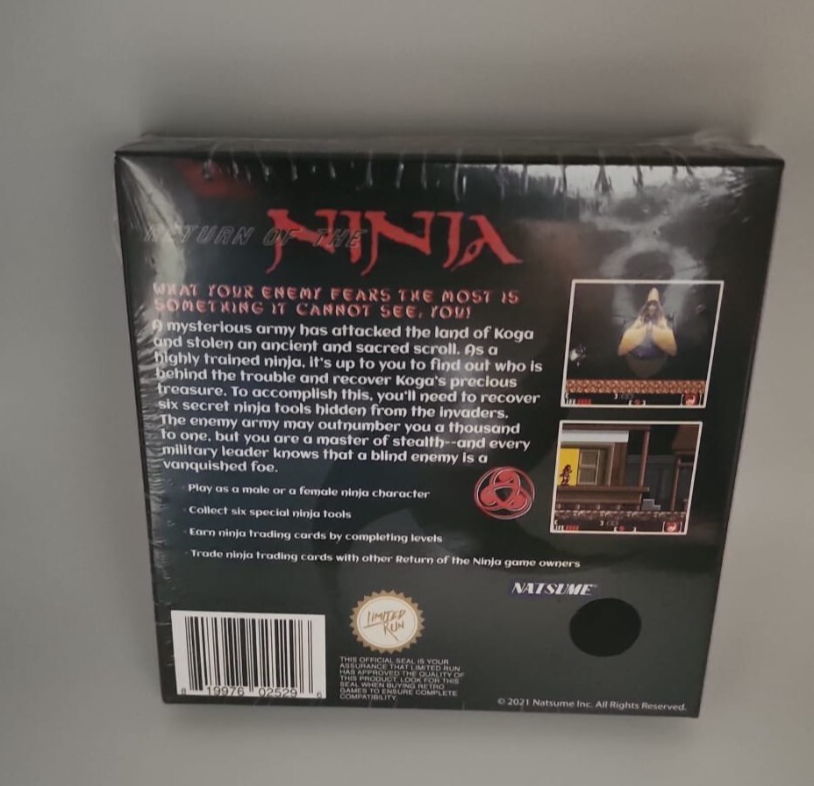 RETURN OF THE NINJA
WHAT YOUR ENEMY FEARS THE MOST IS
SOMETHING IT CANNOT SEE, YOU!
A mysterious army has attacked the land of Koga
and stolen an ancient and sacred scroll. As a
highly trained ninja, it's up to you to find out who is
behind the trouble and recover Koga's precious
treasure. To accomplish this, you'll need to recover
six secret ninja tools hidden from the invaders.
The enemy army may outnumber you a thousand
to one, but you are a master of stealth--and every
military leader knows that a blind enemy is a
vanquished foe.
· Play as a male or a female ninja character
· Collect six special ninja tools
· Earn ninja trading cards by completing levels
· Trade ninja trading cards with other Return of the Ninja game owners
NATSUME
LIMITED
RUN
8 19976 02529 6
THIS OFFICIAL SEAL IS YOUR
ASSURANCE THAT LIMITED RUN
HAS APPROVED THE QUALITY OF
THIS PRODUCT. LOOK FOR THIS
SEAL WHEN BUYING RETRO
GAMES TO ENSURE COMPLETE
COMPATIBILITY.
© 2021 Natsume Inc. All Rights Reserved.